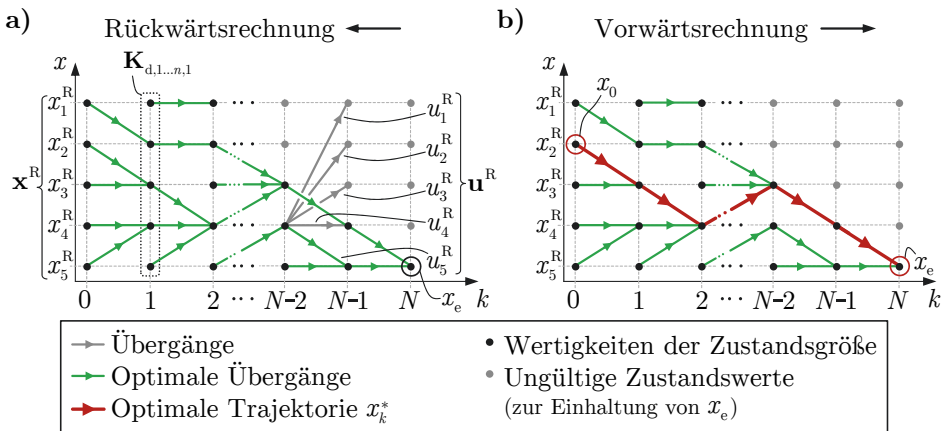 a) Rückwärtsrechnung
K_d,1...n,1
x
x_1^R
x_2^R
x_3^R
x_4^R
x_5^R
x^R
u_1^R
u_2^R
u_3^R
u_4^R
u_5^R
u^R
0 1 2 ··· N−2 N−1 N x_e k
b) Vorwärtsrechnung
x
x_0
x_1^R
x_2^R
x_3^R
x_4^R
x_5^R
x_e
0 1 2 ··· N−2 N−1 N k
Übergänge
Optimale Übergänge
Optimale Trajektorie x_k^*
Wertigkeiten der Zustandsgröße
Ungültige Zustandswerte
(zur Einhaltung von x_e)